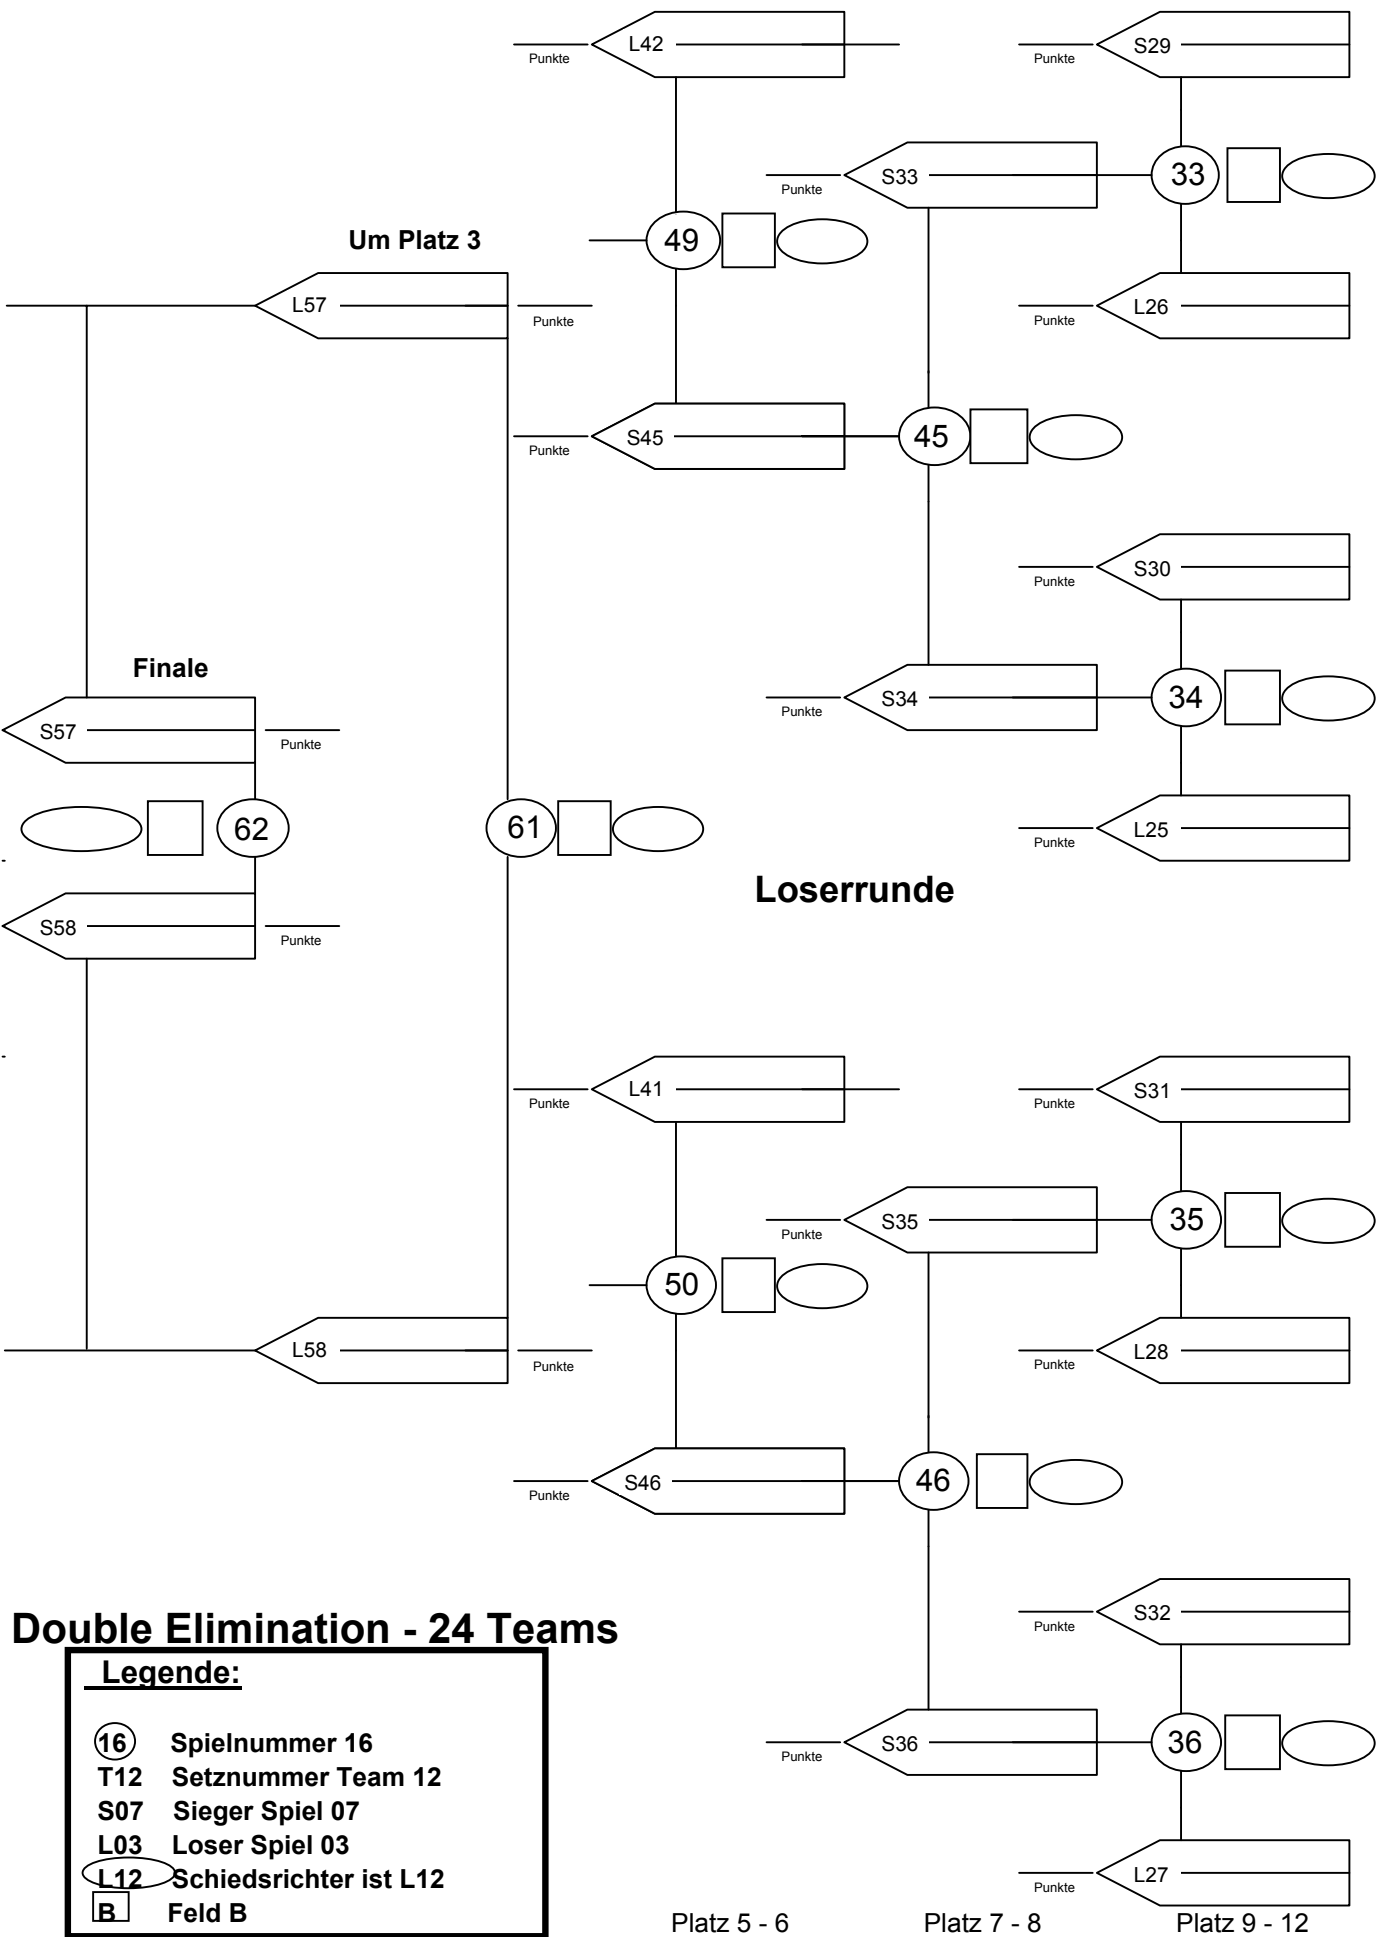 L42
Punkte
S29
Punkte
33
S33
Punkte
49
Um Platz 3
L57
Punkte
L26
Punkte
S45
Punkte
45
S30
Punkte
Finale
S34
Punkte
34
S57
Punkte
62
61
L25
Punkte
Loserrunde
S58
Punkte
L41
Punkte
S31
Punkte
S35
Punkte
35
50
L58
Punkte
L28
Punkte
S46
Punkte
46
S32
Punkte
Double Elimination - 24 Teams
Legende:
16 Spielnummer 16
T12 Setznummer Team 12
S07 Sieger Spiel 07
L03 Loser Spiel 03
L12 Schiedsrichter ist L12
B Feld B
S36
Punkte
36
L27
Punkte
Platz 5 - 6 Platz 7 - 8 Platz 9 - 12